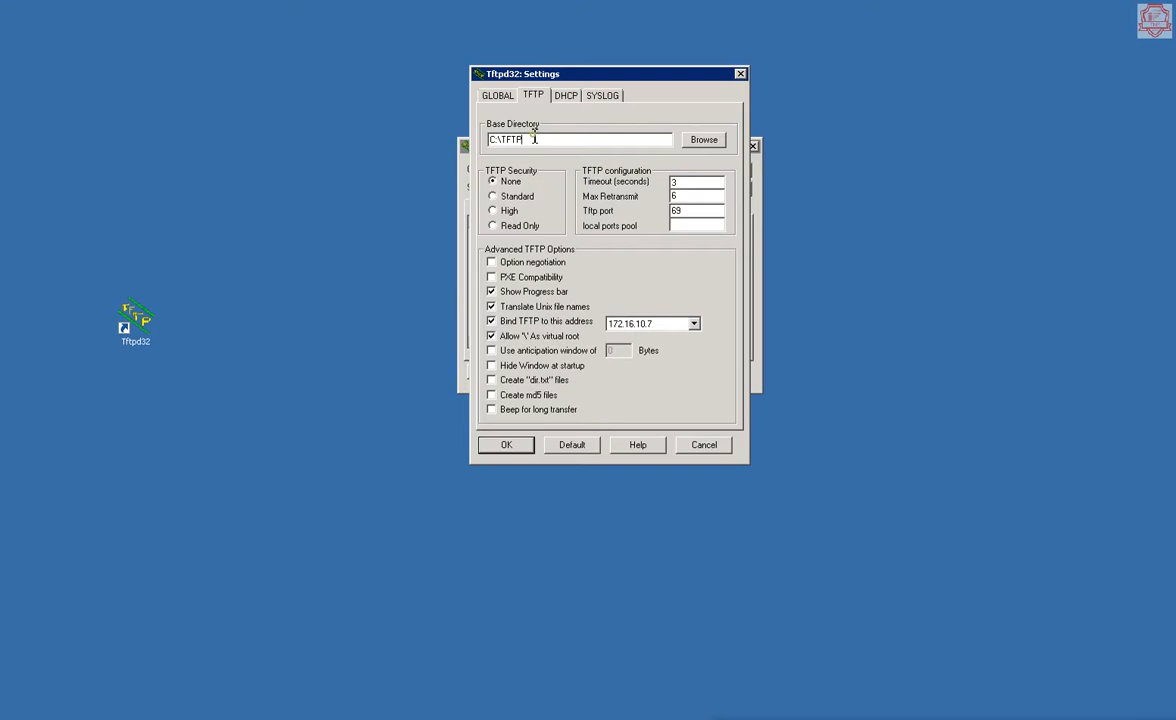 Tftpd32: Settings
GLOBAL TFTP DHCP SYSLOG
Base Directory
C:\TFTP
Browse
TFTP Security
None
Standard
High
Read Only
TFTP configuration
Timeout (seconds) 3
Max Retransmit 6
Tftp port 69
local ports pool
Advanced TFTP Options
Option negotiation
PXE Compatibility
Show Progress bar
Translate Unix file names
Bind TFTP to this address 172.16.10.7
Allow '\' As virtual root
Use anticipation window of 0 Bytes
Hide Window at startup
Create "dir.txt" files
Create md5 files
Beep for long transfer
OK Default Help Cancel
TFTP
Tftpd32